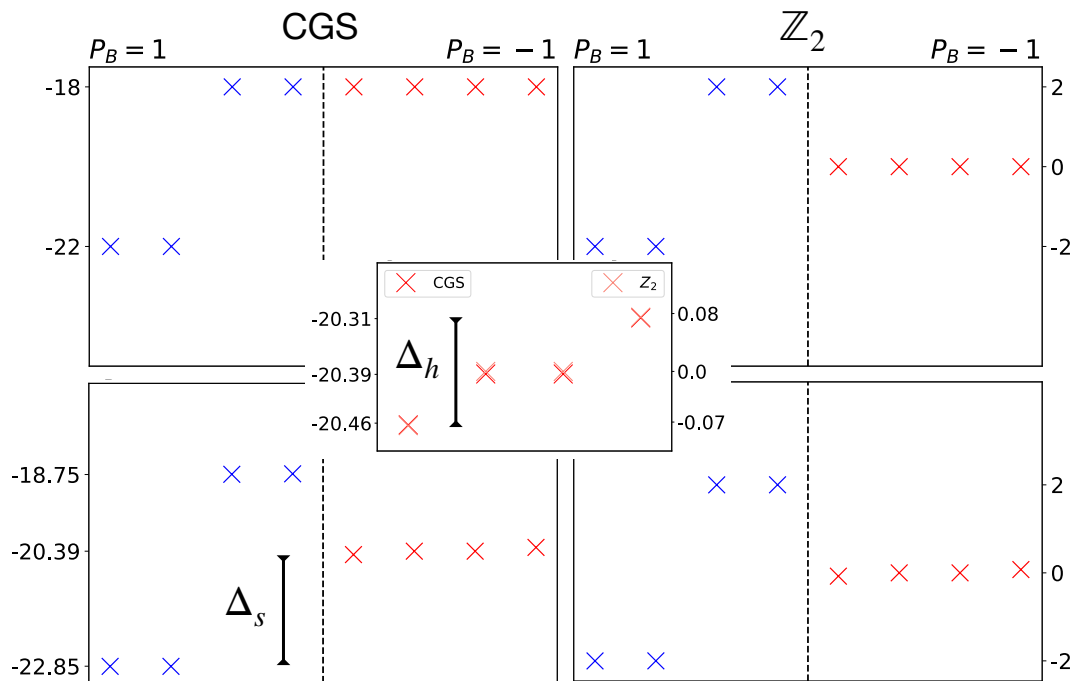 CGS
ℤ₂
P_B = 1
P_B = −1
P_B = 1
P_B = −1
-18
-22
2
0
-2
CGS
Z₂
-20.31
-20.39
-20.46
Δ_h
0.08
0.0
-0.07
-18.75
-20.39
-22.85
Δ_s
2
0
-2